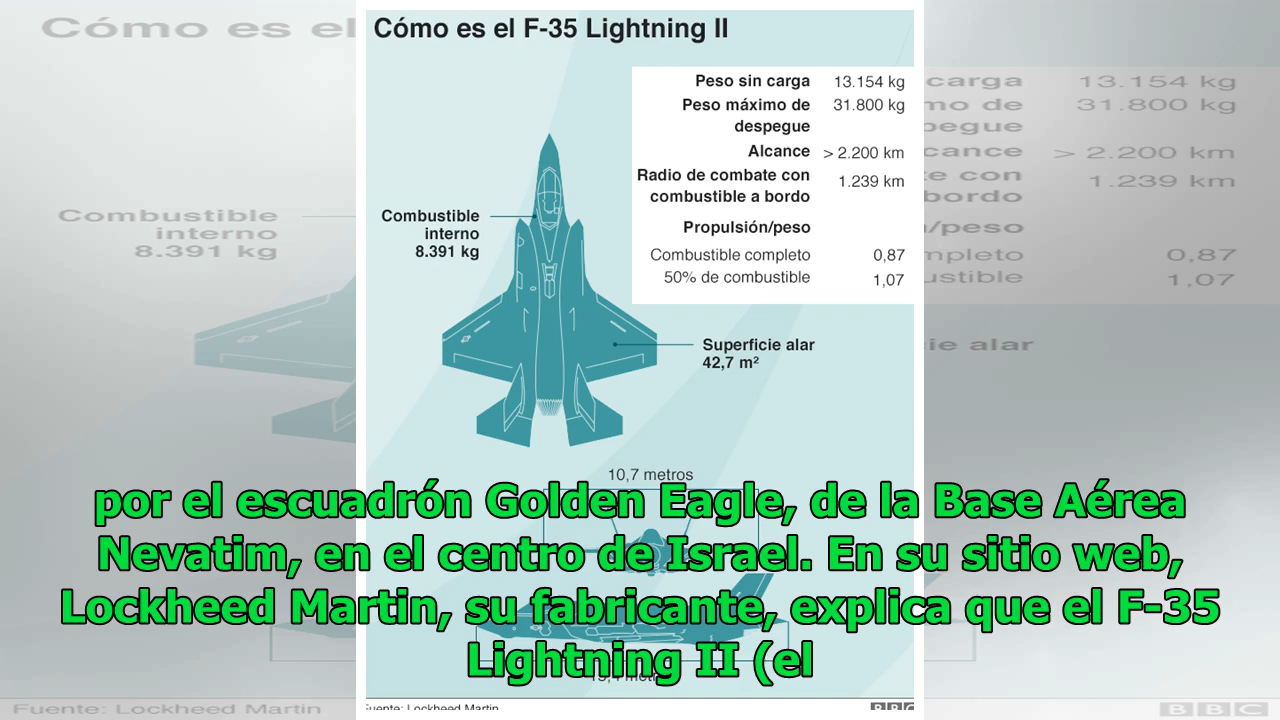 Cómo es el F-35 Lightning II
Peso sin carga 13.154 kg
Peso máximo de despegue 31.800 kg
Alcance > 2.200 km
Radio de combate con combustible a bordo 1.239 km
Propulsión/peso
Combustible completo 0,87
50% de combustible 1,07
Combustible
interno
8.391 kg
Superficie alar
42,7 m²
10,7 metros
por el escuadrón Golden Eagle, de la Base Aérea
Nevatim, en el centro de Israel. En su sitio web,
Lockheed Martin, su fabricante, explica que el F-35
Lightning II (el
Fuente: Lockheed Martin
BBC